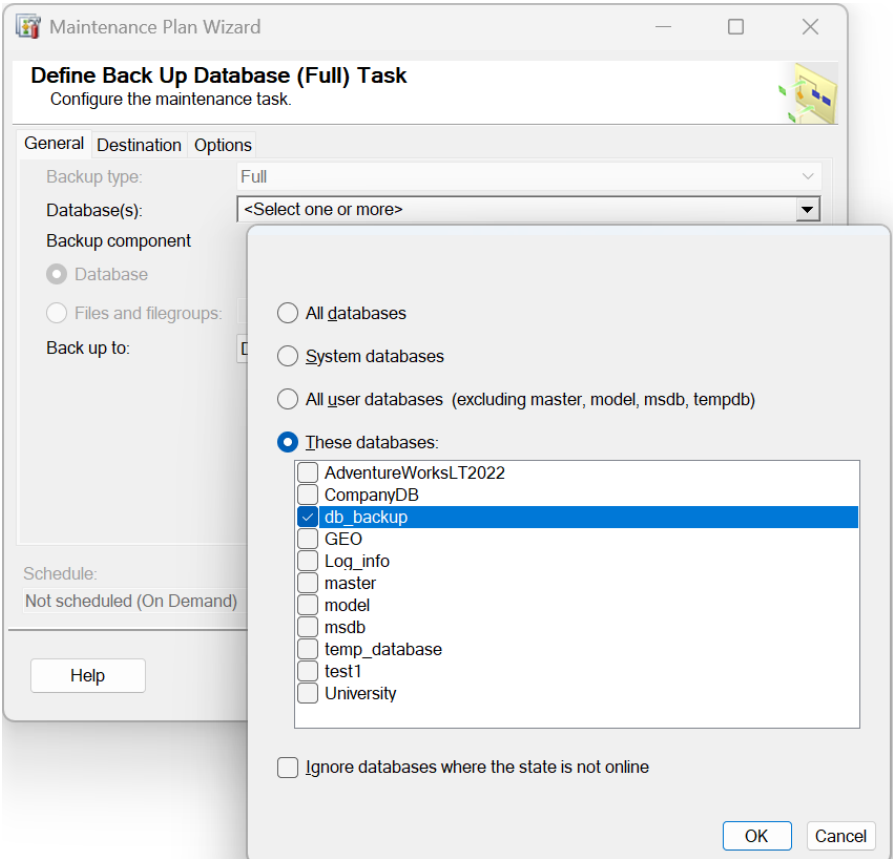 Maintenance Plan Wizard
Define Back Up Database (Full) Task
Configure the maintenance task.
General Destination Options
Backup type: Full
Database(s): <Select one or more>
Backup component
Database
Files and filegroups:
Back up to:
All databases
System databases
All user databases (excluding master, model, msdb, tempdb)
These databases:
AdventureWorksLT2022
CompanyDB
db_backup
GEO
Log_info
master
model
msdb
temp_database
test1
University
Schedule:
Not scheduled (On Demand)
Help
Ignore databases where the state is not online
OK Cancel